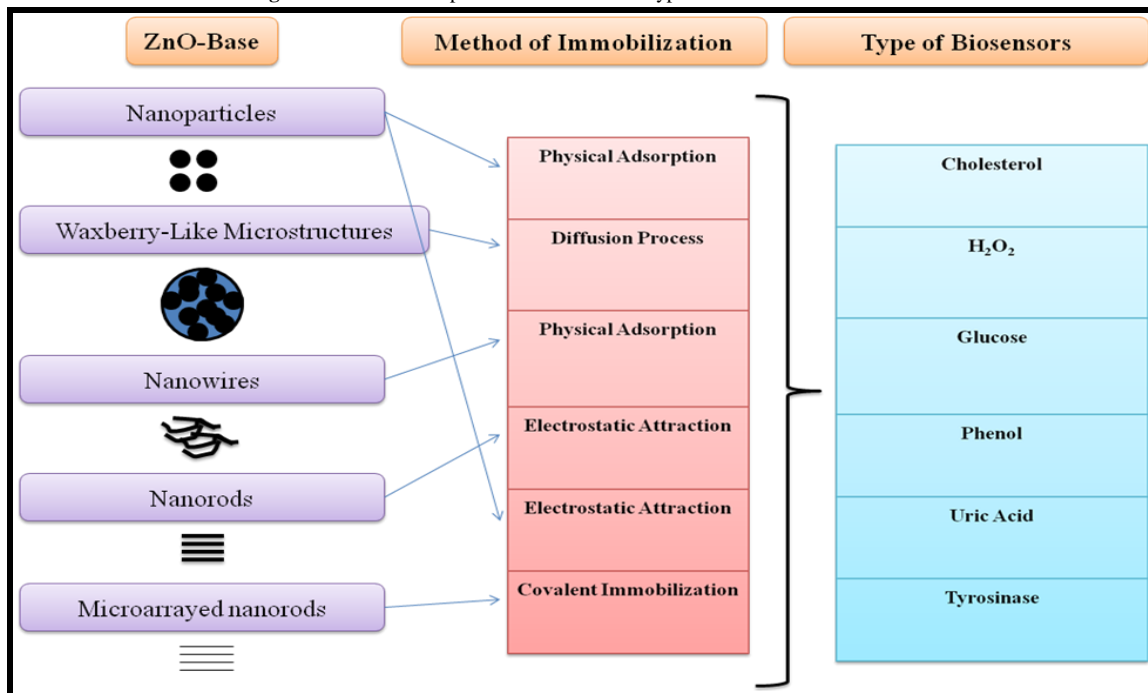 ZnO-Base
Method of Immobilization
Type of Biosensors
Nanoparticles
Waxberry-Like Microstructures
Nanowires
Nanorods
Microarrayed nanorods
Physical Adsorption
Diffusion Process
Physical Adsorption
Electrostatic Attraction
Electrostatic Attraction
Covalent Immobilization
Cholesterol
H₂O₂
Glucose
Phenol
Uric Acid
Tyrosinase